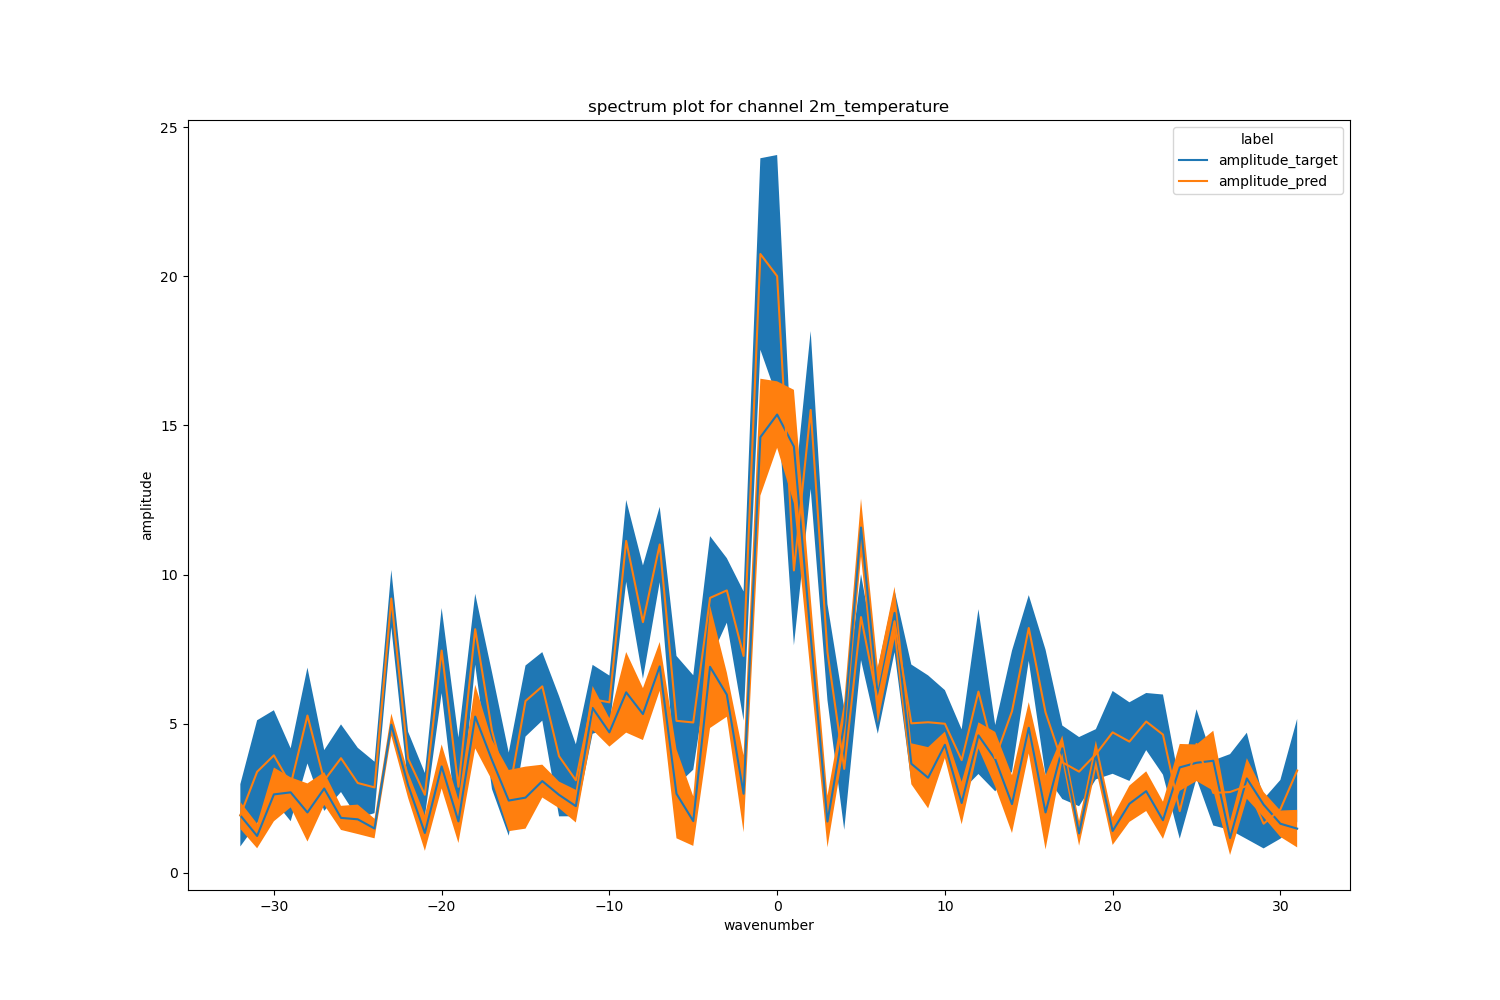 spectrum plot for channel 2m_temperature
label
amplitude_target
amplitude_pred
25
20
15
10
5
0
amplitude
−30
−20
−10
0
10
20
30
wavenumber